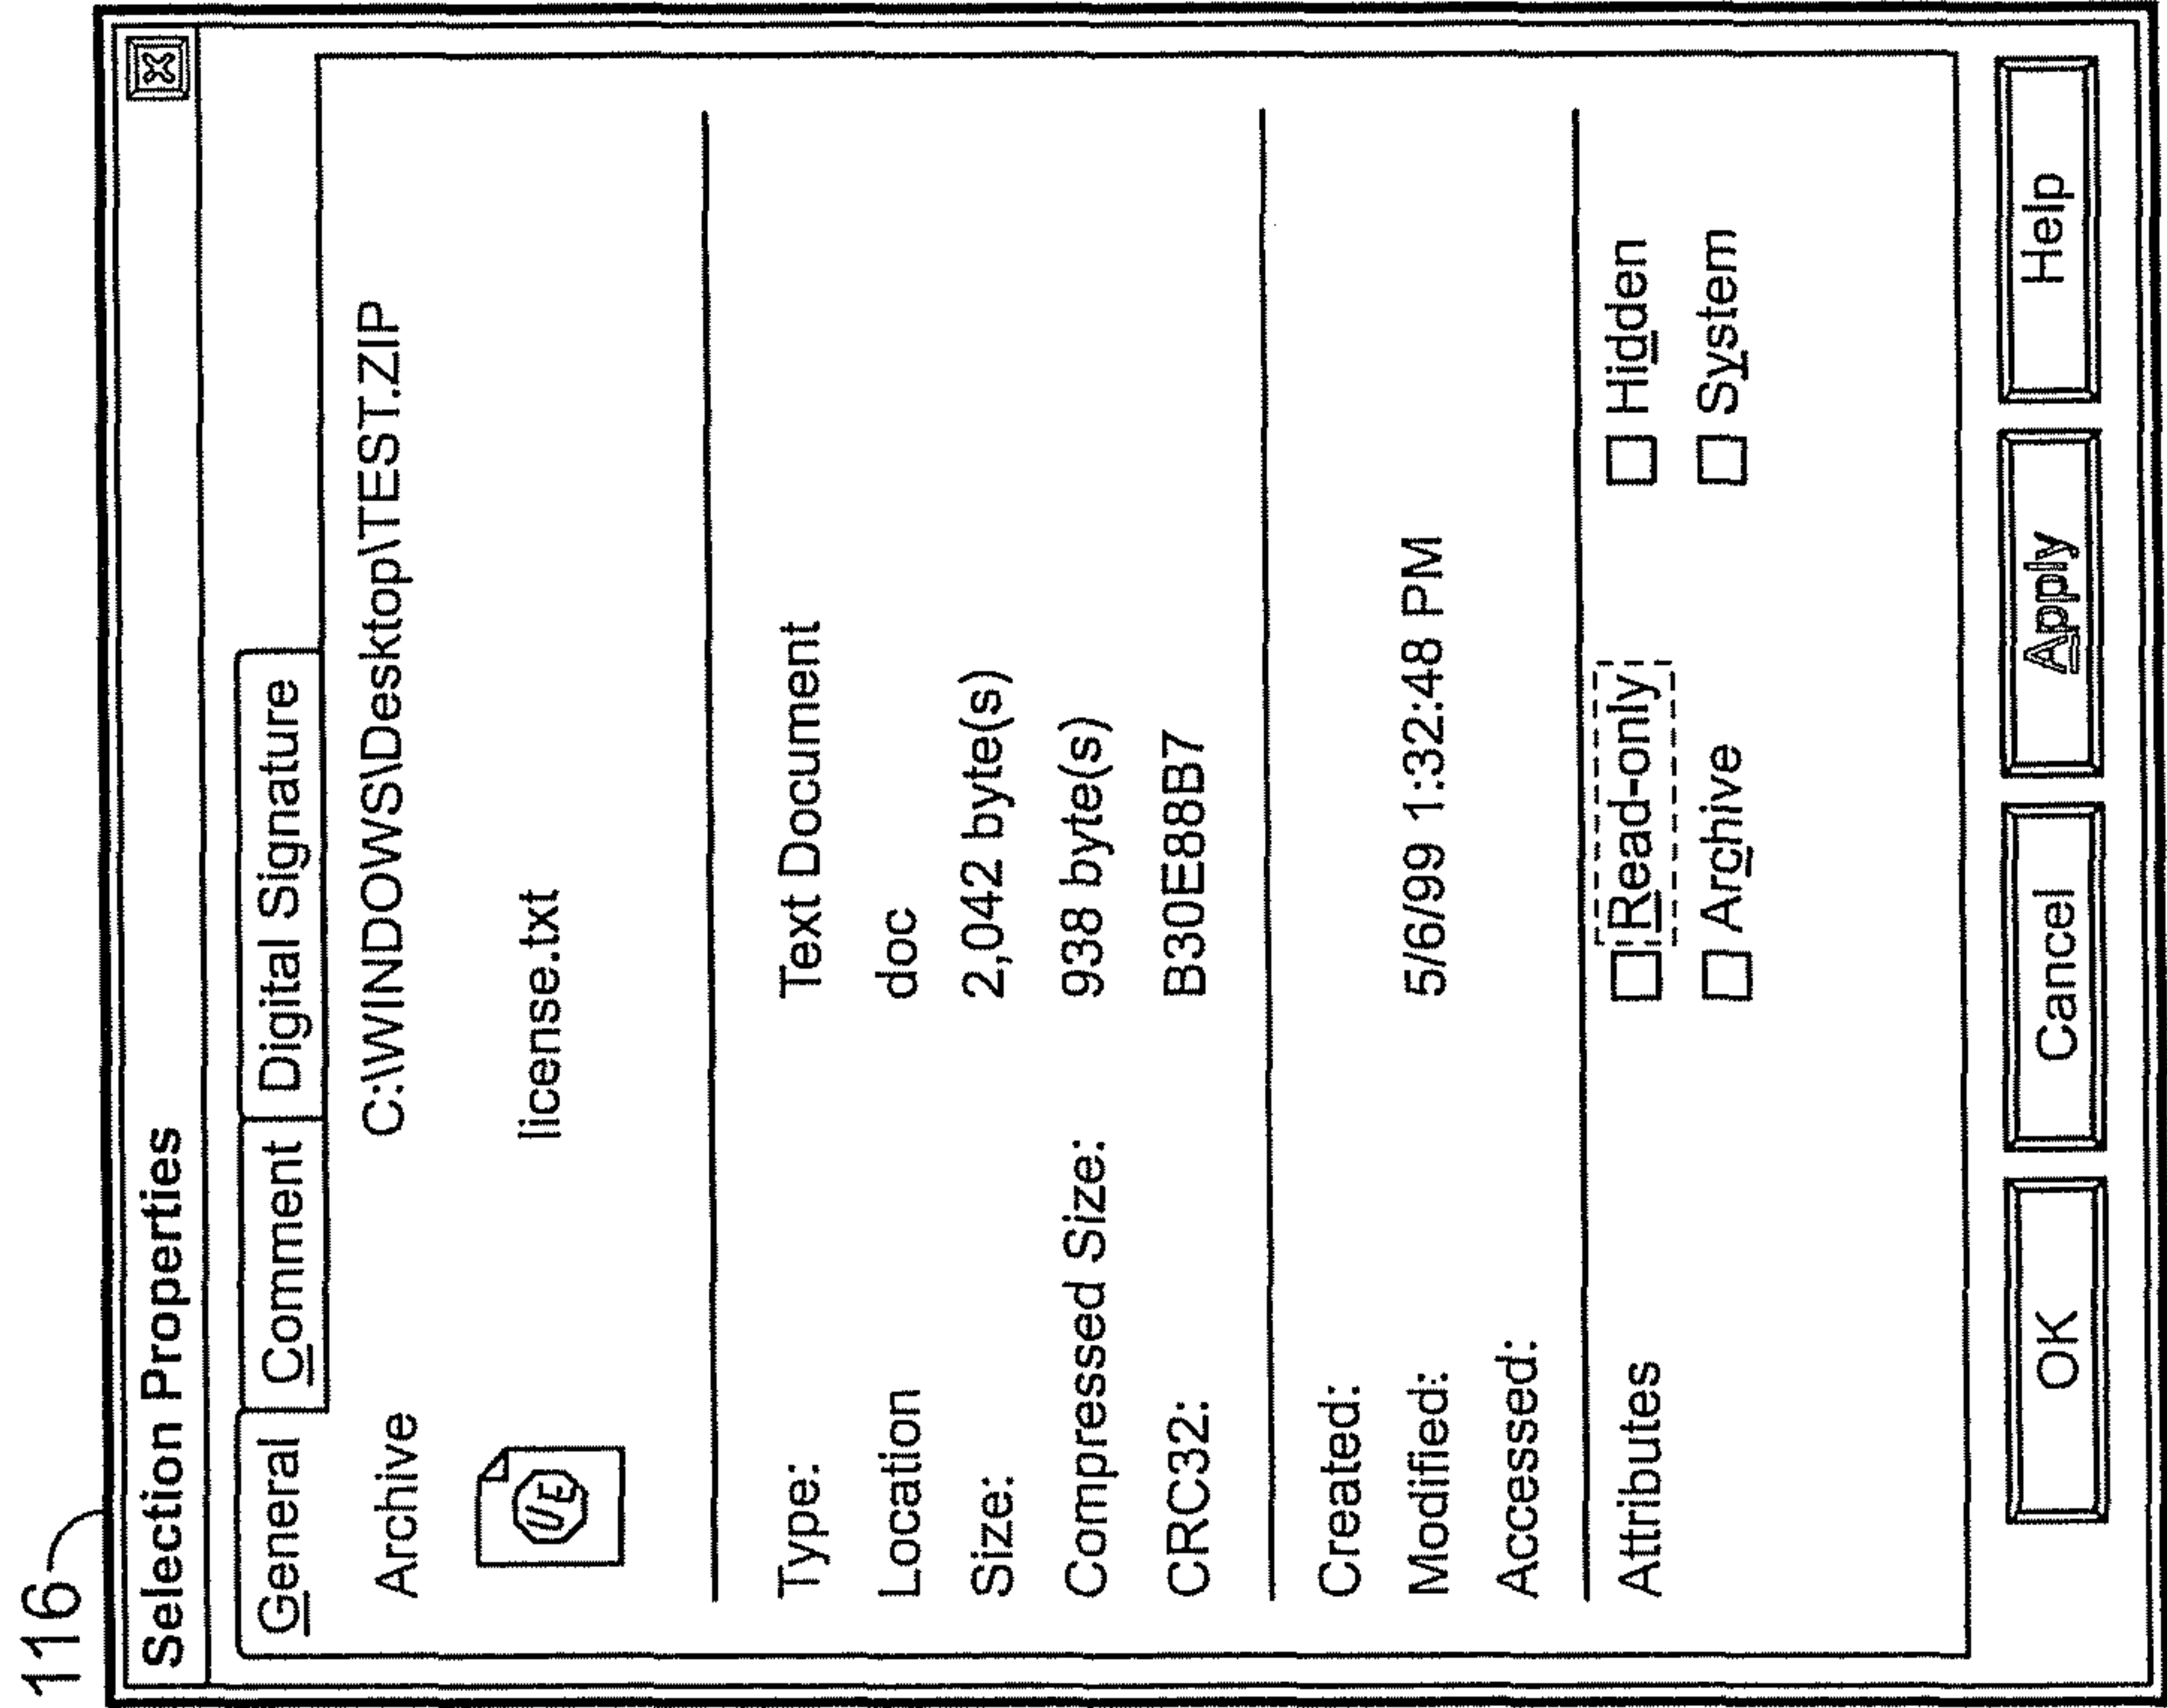 116
Selection Properties
General Comment Digital Signature
Archive C:\WINDOWS\Desktop\TEST.ZIP
UE license.txt
Type: Text Document
Location doc
Size: 2,042 byte(s)
Compressed Size: 938 byte(s)
CRC32: B30E88B7
Created:
Modified: 5/6/99 1:32:48 PM
Accessed:
Attributes Read-only Hidden
Archive System
OK Cancel Apply Help